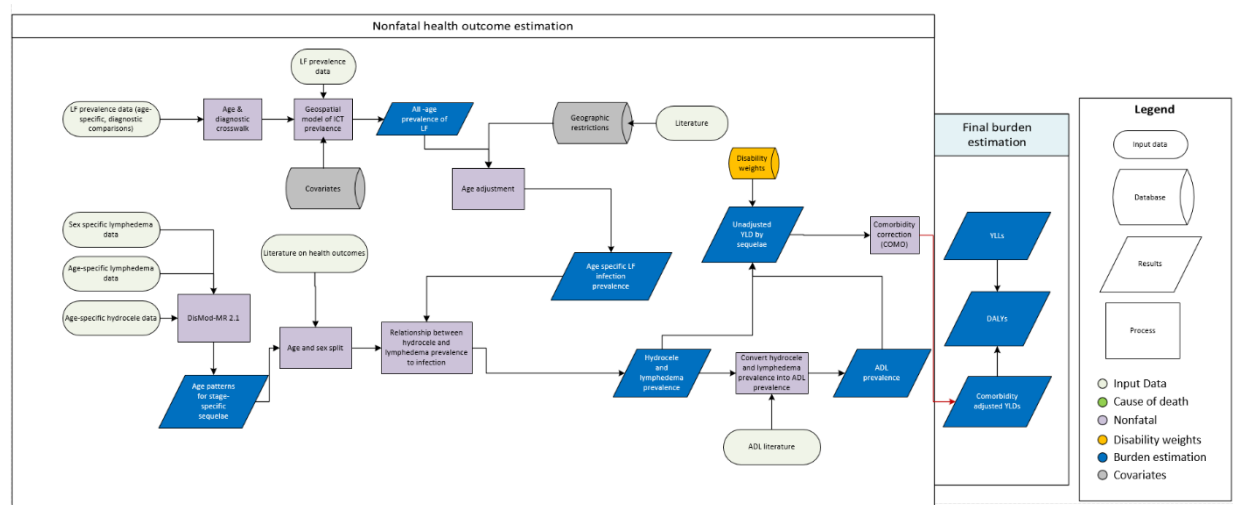 Nonfatal health outcome estimation
LF prevalence
data
LF prevalence data (age-
specific, diagnostic
comparisons)
Age &
diagnostic
crosswalk
Geospatial
model of ICT
prevlaence
All -age
prevalence of
LF
Geographic
restrictions
Literature
Covariates
Age adjustment
Disability
weights
Sex specific lymphedema
data
Age-specific lymphedema
data
Age-specific hydrocele data
DisMod-MR 2.1
Age patterns
for stage-
specific
sequelae
Literature on health outcomes
Age and sex split
Relationship between
hydrocele and
lymphedema prevalence
to infection
Age specific LF
infection
prevalence
Unadjusted
YLD by
sequelae
Comorbidity
correction
(COMO)
Hydrocele
and
lymphedema
prevalence
Convert hydrocele
and lymphedema
prevalence into ADL
prevalence
ADL
prevalence
ADL literature
Final burden
estimation
YLLs
DALYs
Comorbidity
adjusted YLDs
Legend
Input data
Database
Results
Process
Input Data
Cause of death
Nonfatal
Disability weights
Burden estimation
Covariates